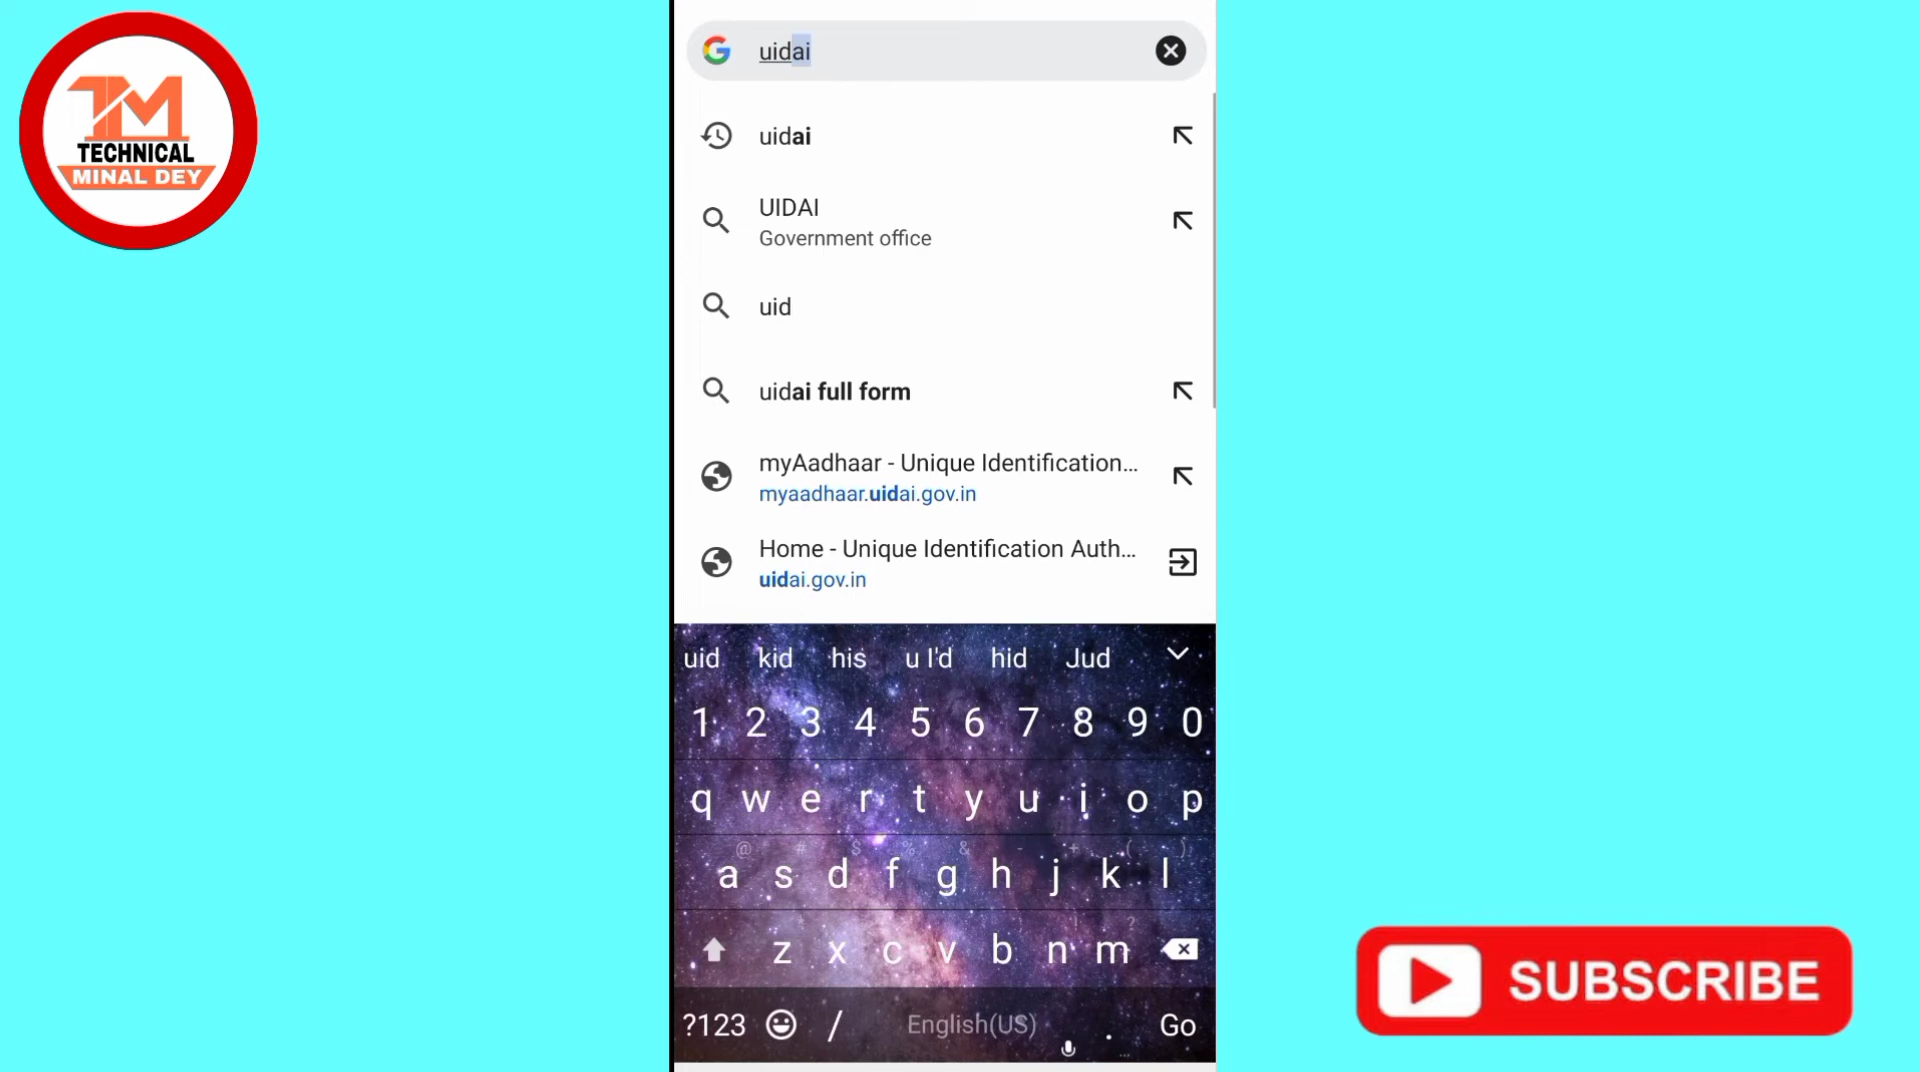 TM
TECHNICAL
MINAL DEY
uidai
uidai
UIDAI
Government office
uid
uidai full form
myAadhaar - Unique Identification...
myaadhaar.uidai.gov.in
Home - Unique Identification Auth...
uidai.gov.in
uid kid his u I'd hid Jud
1 2 3 4 5 6 7 8 9 0
q w e r t y u i o p
@ # $ % & - + ( )
a s d f g h j k l
?
z x c v b n m
?123 / English(US) . Go
SUBSCRIBE